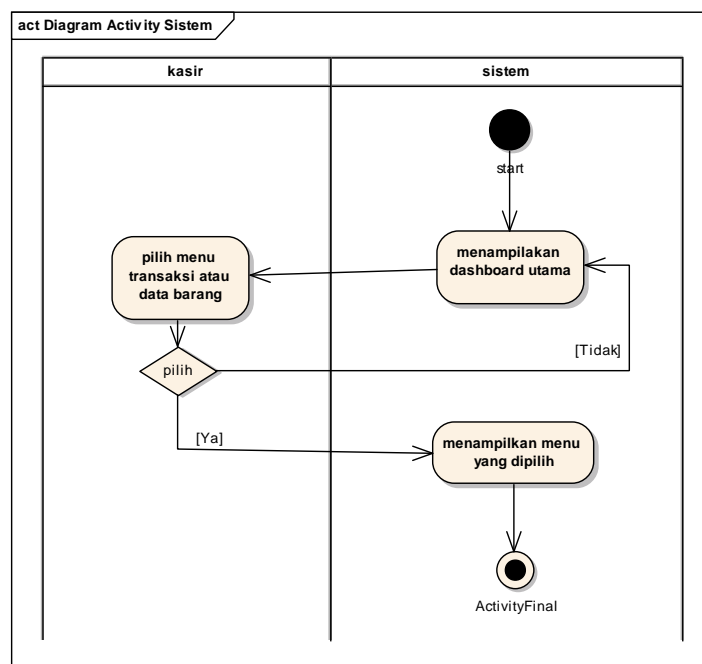 act Diagram Activity Sistem
kasir
sistem
start
menampilakan
dashboard utama
pilih menu
transaksi atau
data barang
[Tidak]
pilih
[Ya]
menampilkan menu
yang dipilih
ActivityFinal